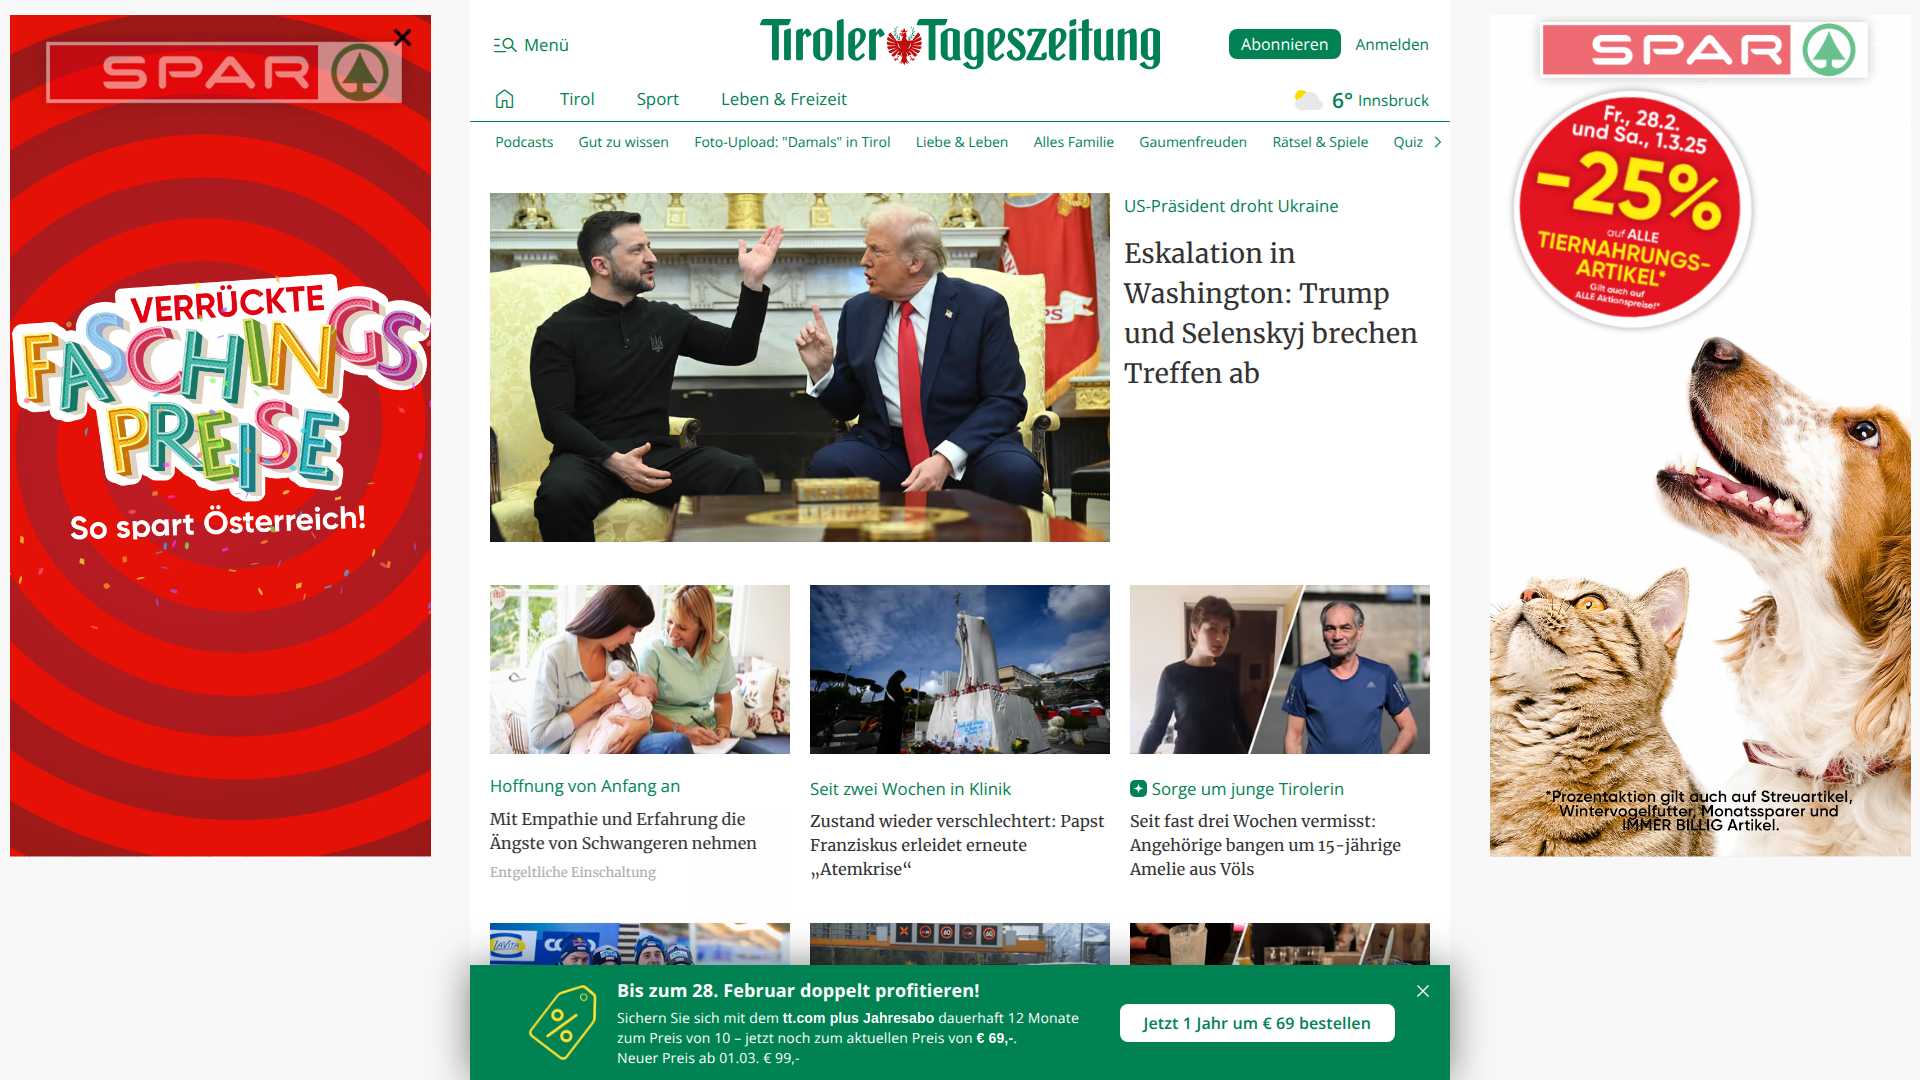 SPAR
VERRÜCKTE
FASCHINGS
PREISE
So spart Österreich!
Menü
Tiroler Tageszeitung
Abonnieren
Anmelden
Tirol
Sport
Leben & Freizeit
6° Innsbruck
Podcasts
Gut zu wissen
Foto-Upload: "Damals" in Tirol
Liebe & Leben
Alles Familie
Gaumenfreuden
Rätsel & Spiele
Quiz
US-Präsident droht Ukraine
Eskalation in
Washington: Trump
und Selenskyj brechen
Treffen ab
Hoffnung von Anfang an
Mit Empathie und Erfahrung die
Ängste von Schwangeren nehmen
Entgeltliche Einschaltung
Seit zwei Wochen in Klinik
Zustand wieder verschlechtert: Papst
Franziskus erleidet erneute
„Atemkrise“
Sorge um junge Tirolerin
Seit fast drei Wochen vermisst:
Angehörige bangen um 15-jährige
Amelie aus Völs
Bis zum 28. Februar doppelt profitieren!
Sichern Sie sich mit dem tt.com plus Jahresabo dauerhaft 12 Monate
zum Preis von 10 – jetzt noch zum aktuellen Preis von € 69,-.
Neuer Preis ab 01.03. € 99,-
Jetzt 1 Jahr um € 69 bestellen
SPAR
Fr., 28.2.
und Sa., 1.3.25
-25%
auf ALLE
TIERNAHRUNGS-
ARTIKEL*
Gilt auch auf
ALLE Aktionspreise!*
*Prozentaktion gilt auch auf Streuartikel,
Wintervogelfutter, Monatssparer und
IMMER BILLIG Artikel.